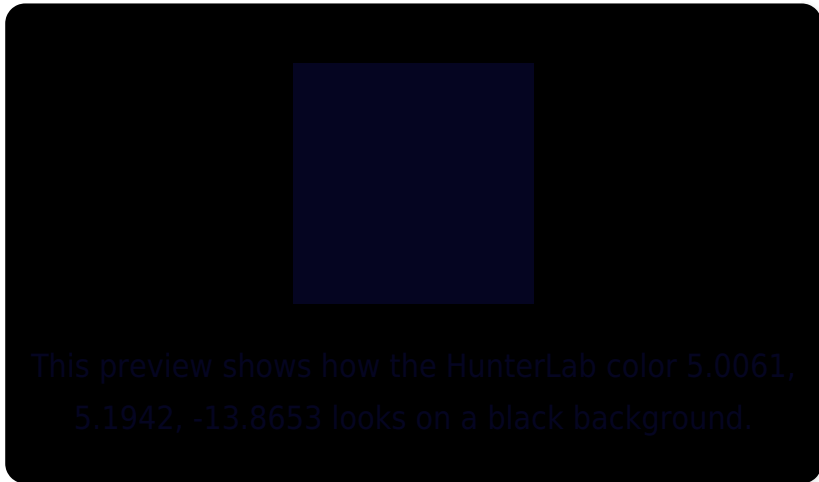 This preview shows how the HunterLab color 5.0061,
5.1942, -13.8653 looks on a black background.